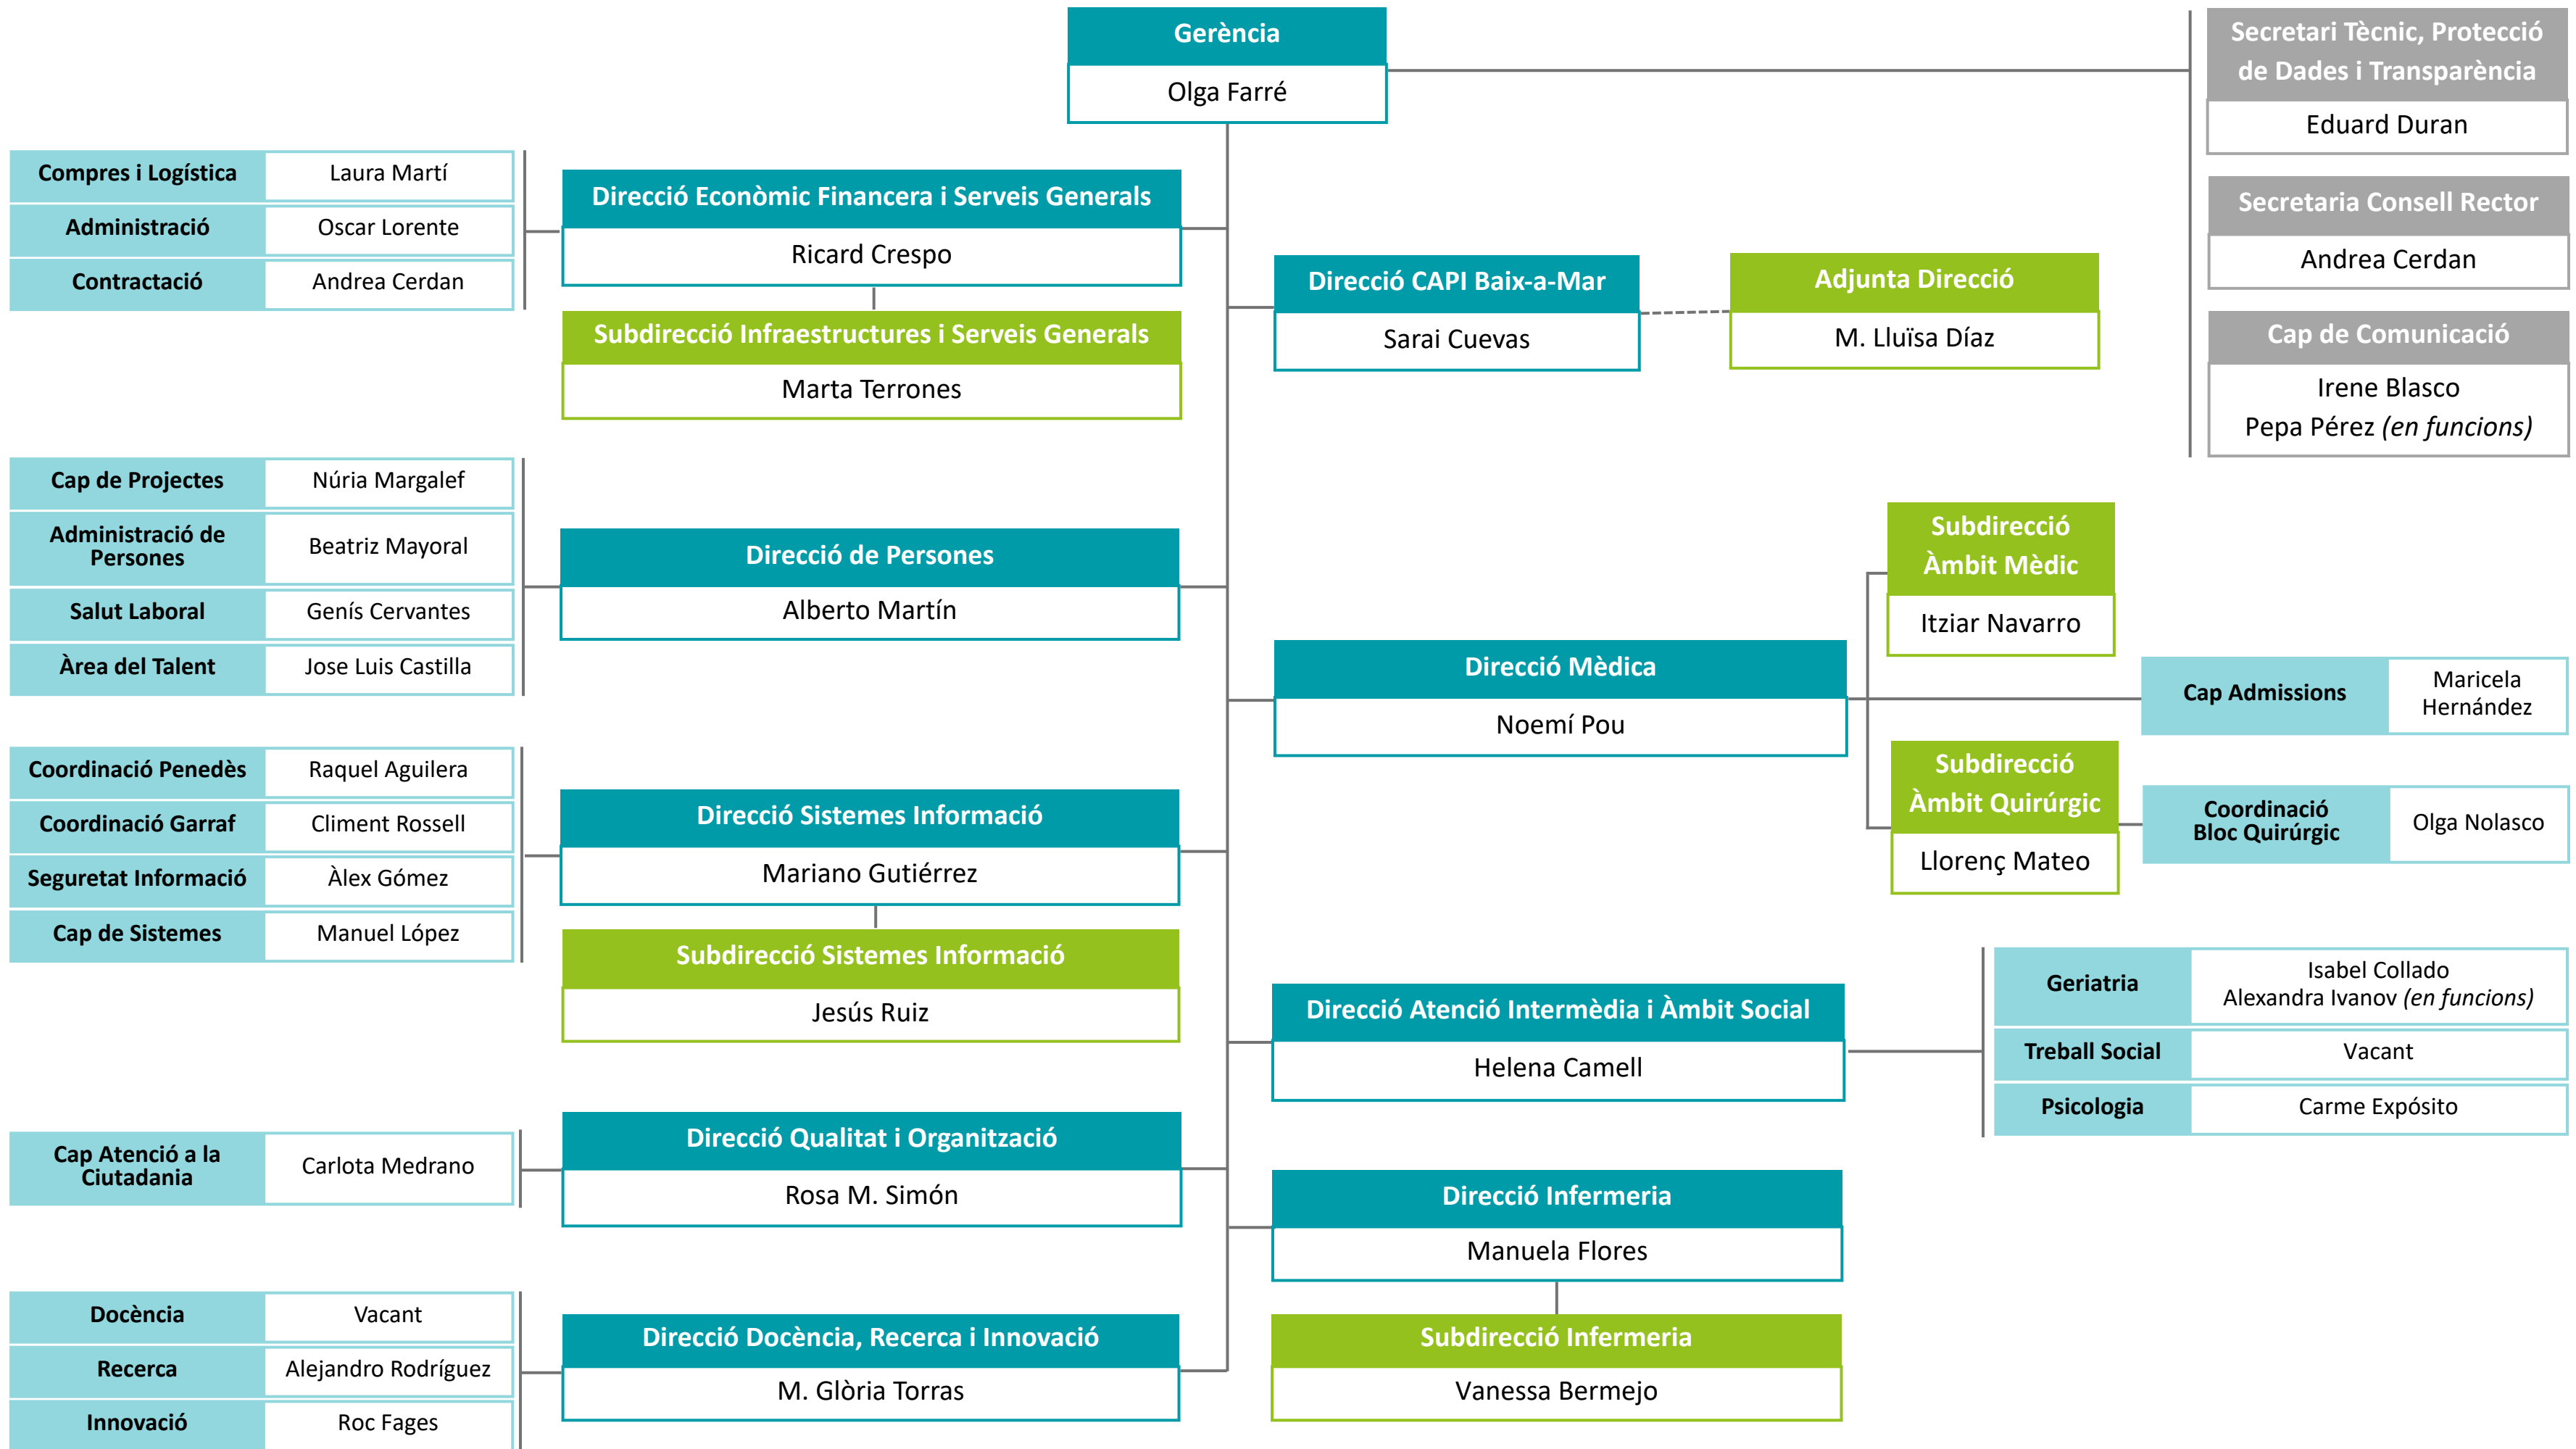 Gerència
Olga Farré
Secretari Tècnic, Protecció
de Dades i Transparència
Eduard Duran
Secretaria Consell Rector
Andrea Cerdan
Cap de Comunicació
Irene Blasco
Pepa Pérez (en funcions)
Compres i Logística
Laura Martí
Administració
Oscar Lorente
Contractació
Andrea Cerdan
Direcció Econòmic Financera i Serveis Generals
Ricard Crespo
Subdirecció Infraestructures i Serveis Generals
Marta Terrones
Direcció CAPI Baix-a-Mar
Sarai Cuevas
Adjunta Direcció
M. Lluïsa Díaz
Cap de Projectes
Núria Margalef
Administració de
Persones
Beatriz Mayoral
Salut Laboral
Genís Cervantes
Àrea del Talent
Jose Luis Castilla
Direcció de Persones
Alberto Martín
Direcció Mèdica
Noemí Pou
Subdirecció
Àmbit Mèdic
Itziar Navarro
Cap Admissions
Maricela
Hernández
Subdirecció
Àmbit Quirúrgic
Llorenç Mateo
Coordinació
Bloc Quirúrgic
Olga Nolasco
Coordinació Penedès
Raquel Aguilera
Coordinació Garraf
Climent Rossell
Seguretat Informació
Àlex Gómez
Cap de Sistemes
Manuel López
Direcció Sistemes Informació
Mariano Gutiérrez
Subdirecció Sistemes Informació
Jesús Ruiz
Direcció Atenció Intermèdia i Àmbit Social
Helena Camell
Geriatria
Isabel Collado
Alexandra Ivanov (en funcions)
Treball Social
Vacant
Psicologia
Carme Expósito
Cap Atenció a la
Ciutadania
Carlota Medrano
Direcció Qualitat i Organització
Rosa M. Simón
Direcció Infermeria
Manuela Flores
Subdirecció Infermeria
Vanessa Bermejo
Docència
Vacant
Recerca
Alejandro Rodríguez
Innovació
Roc Fages
Direcció Docència, Recerca i Innovació
M. Glòria Torras